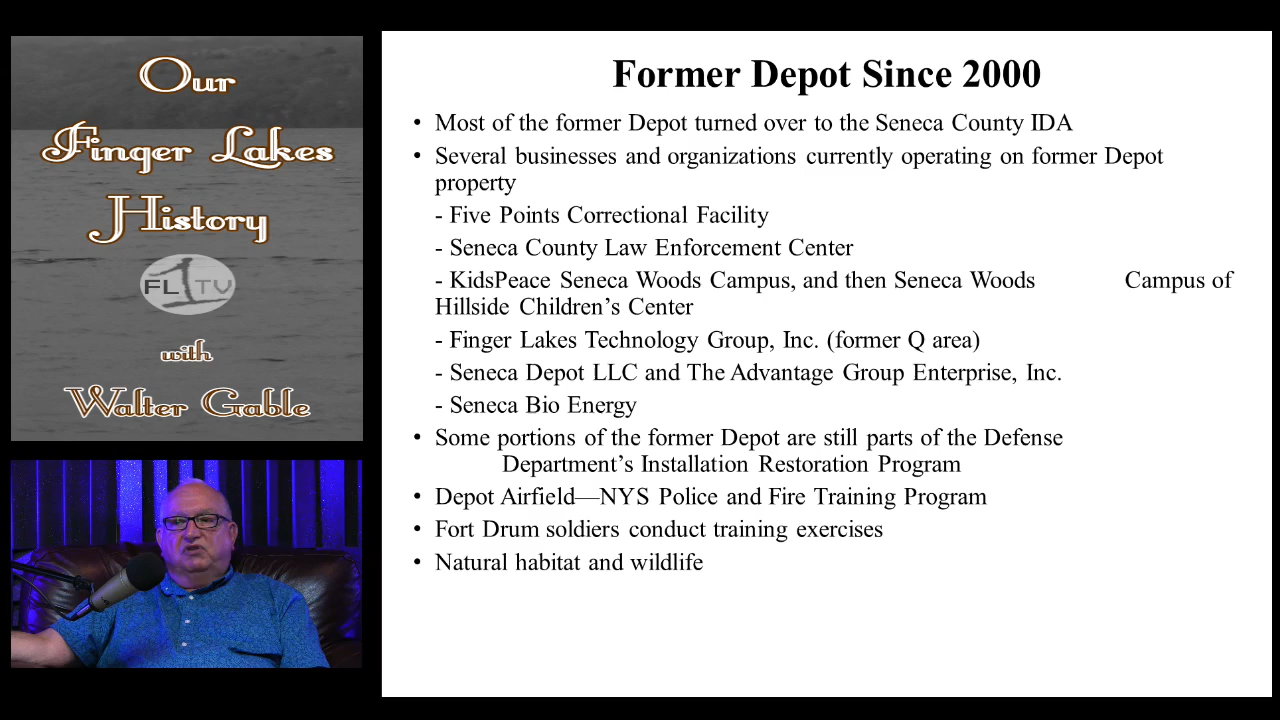 Our
Finger Lakes
History
FL1TV
with
Walter Gable
Former Depot Since 2000
• Most of the former Depot turned over to the Seneca County IDA
• Several businesses and organizations currently operating on former Depot
property
- Five Points Correctional Facility
- Seneca County Law Enforcement Center
- KidsPeace Seneca Woods Campus, and then Seneca Woods Campus of
Hillside Children’s Center
- Finger Lakes Technology Group, Inc. (former Q area)
- Seneca Depot LLC and The Advantage Group Enterprise, Inc.
- Seneca Bio Energy
• Some portions of the former Depot are still parts of the Defense
Department’s Installation Restoration Program
• Depot Airfield—NYS Police and Fire Training Program
• Fort Drum soldiers conduct training exercises
• Natural habitat and wildlife